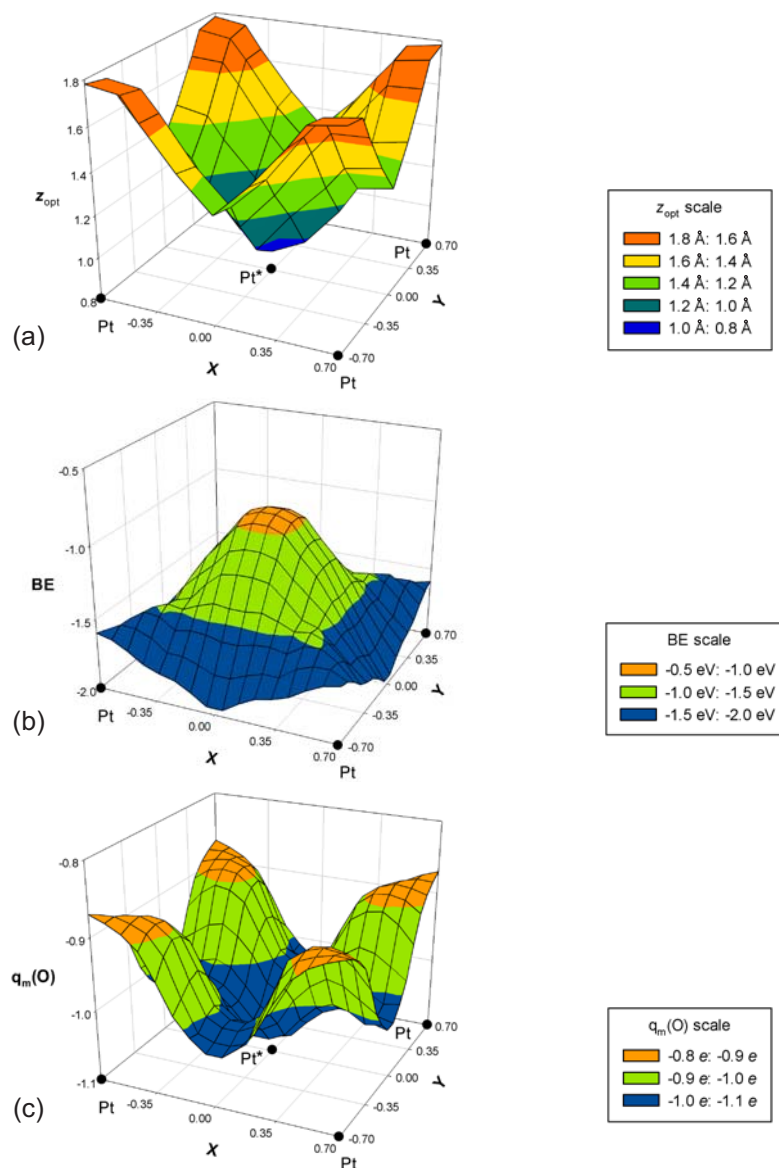 1.8
1.6
1.4
z_opt
1.2
1.0
0.8
Pt
-0.35
0.00
X
0.35
0.70
Pt
-0.70
-0.35
0.00
Y
0.35
0.70
Pt
Pt*
(a)
z_opt scale
1.8 Å: 1.6 Å
1.6 Å: 1.4 Å
1.4 Å: 1.2 Å
1.2 Å: 1.0 Å
1.0 Å: 0.8 Å
-0.5
-1.0
BE
-1.5
-2.0
Pt
-0.35
0.00
X
0.35
0.70
Pt
-0.70
-0.35
0.00
Y
0.35
0.70
(b)
BE scale
-0.5 eV: -1.0 eV
-1.0 eV: -1.5 eV
-1.5 eV: -2.0 eV
-0.8
-0.9
q_m(O)
-1.0
-1.1
Pt
-0.35
0.00
X
0.35
0.70
Pt
-0.70
-0.35
0.00
Y
0.35
0.70
Pt
Pt*
(c)
q_m(O) scale
-0.8 e: -0.9 e
-0.9 e: -1.0 e
-1.0 e: -1.1 e